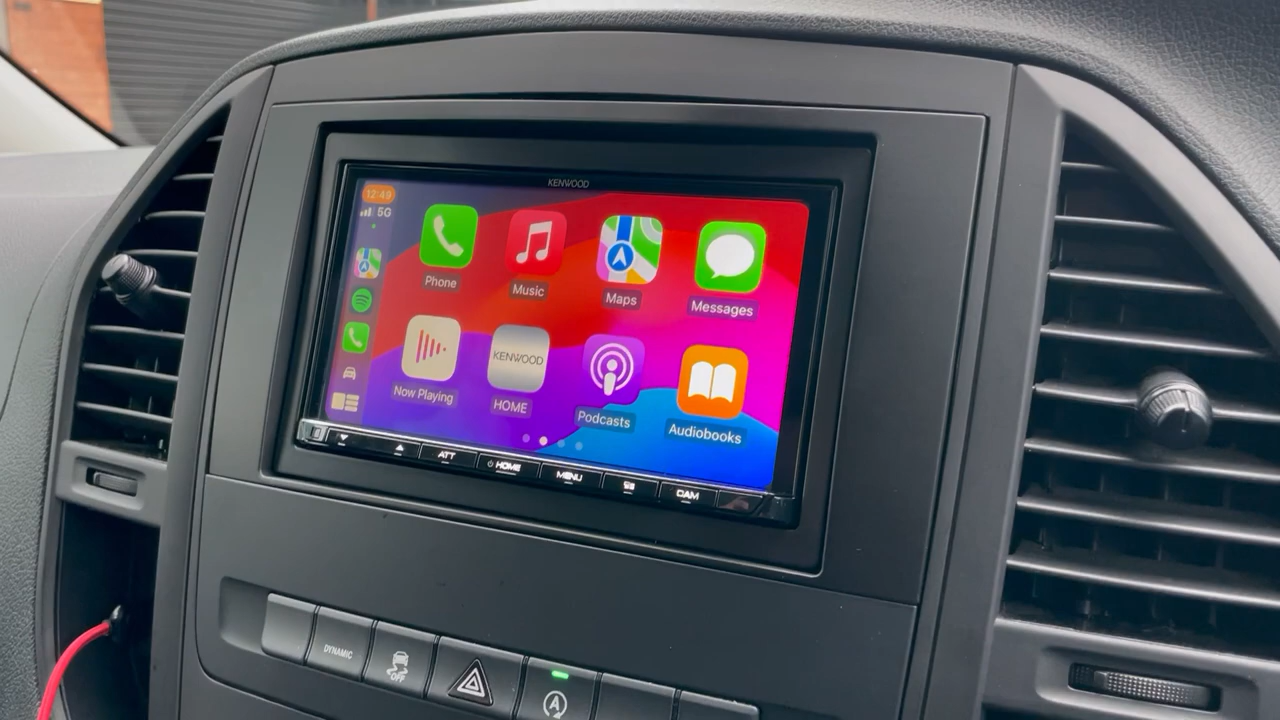 KENWOOD
12:49
5G
Phone
Music
Maps
Messages
KENWOOD
Now Playing
HOME
Podcasts
Audiobooks
ATT
HOME
MENU
CAM
DYNAMIC
OFF
A